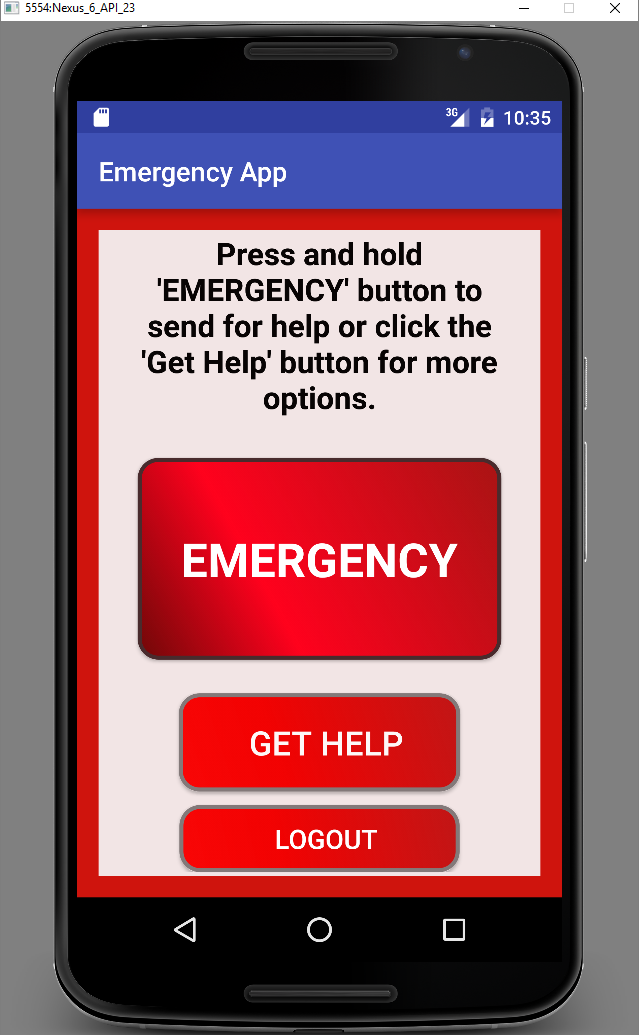 5554:Nexus_6_API_23
3G 10:35
Emergency App
Press and hold
'EMERGENCY' button to
send for help or click the
'Get Help' button for more
options.
EMERGENCY
GET HELP
LOGOUT